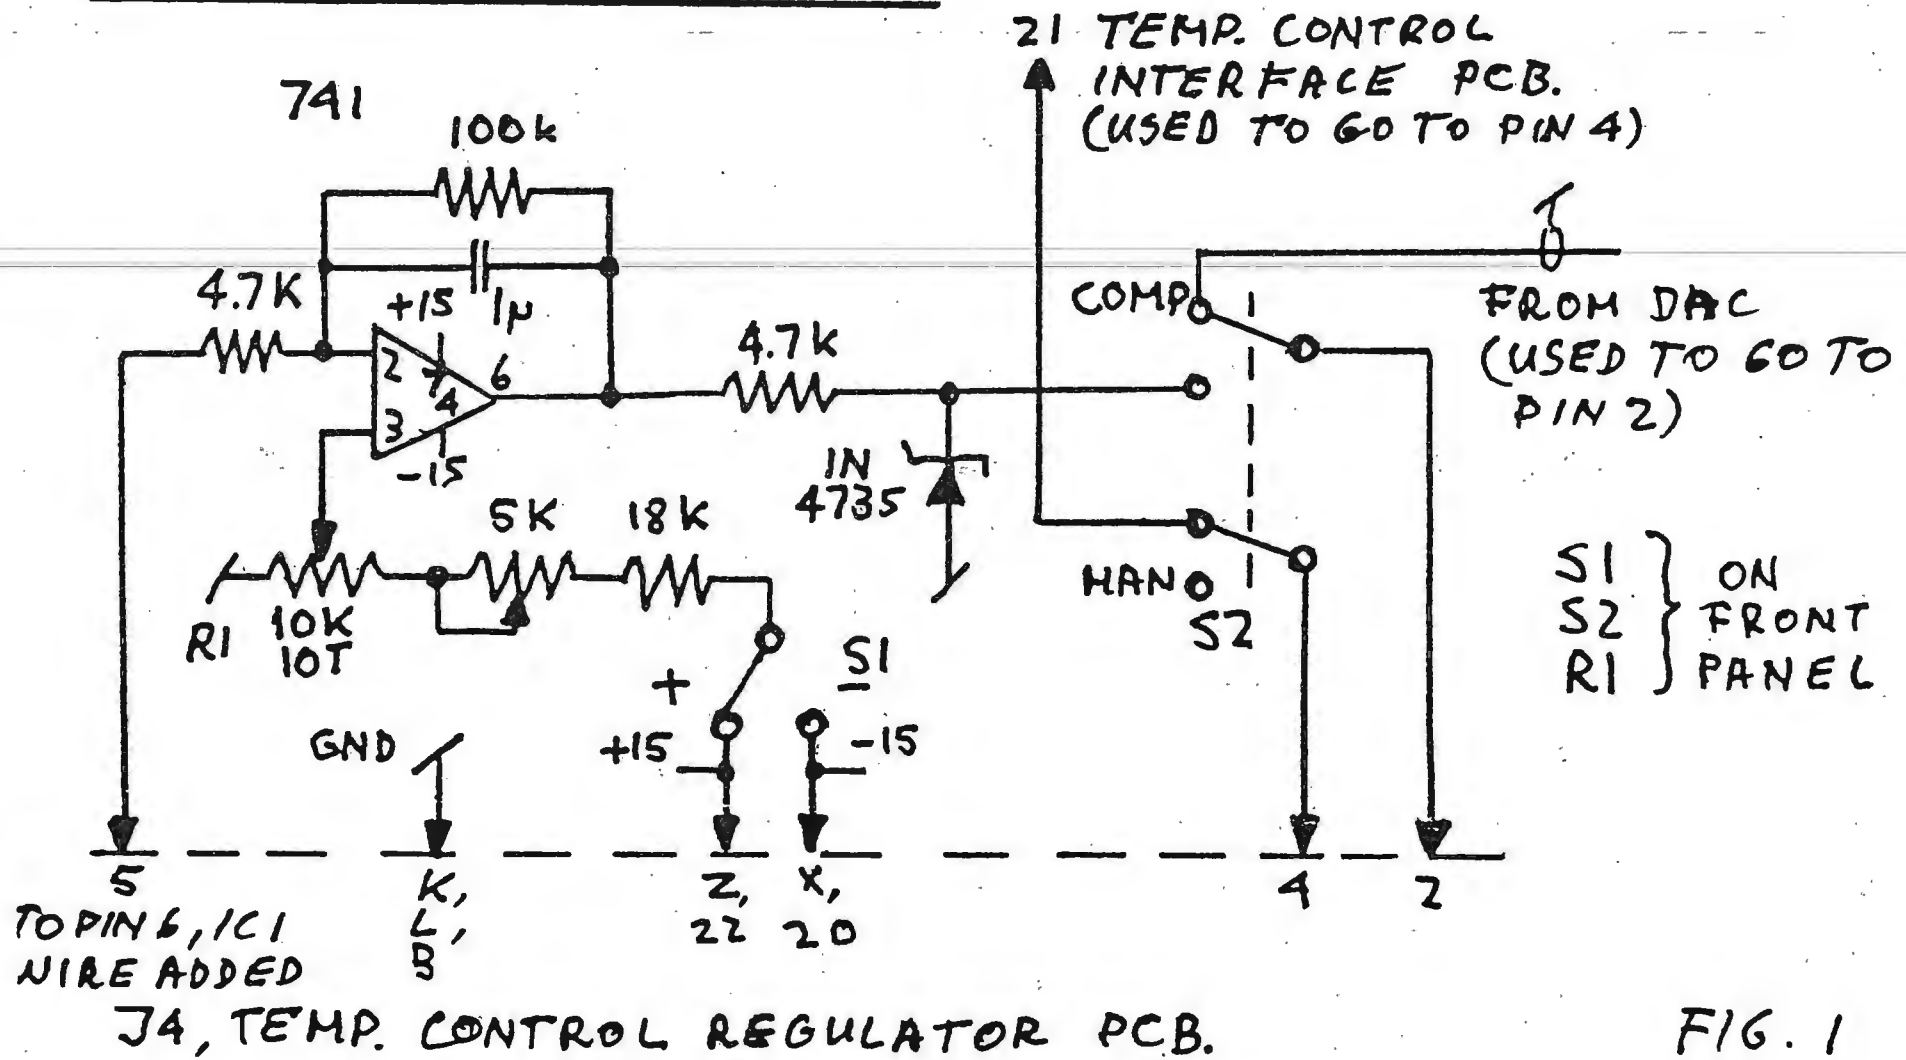 21 TEMP. CONTROL
INTERFACE PCB.
(USED TO GO TO PIN 4)
741
100k
4.7K
+15
1µ
2
7
6
4
3
-15
4.7K
COMP.
FROM DAC
(USED TO GO TO
PIN 2)
IN
4735
5K
18K
MAN
S2
R1
10K
10T
S1
+
-
S1
S2
R1
ON
FRONT
PANEL
GND
+15
-15
5
K,
L,
B
Z,
22
X,
20
4
2
TO PIN 6, IC1
WIRE ADDED
J4, TEMP. CONTROL REGULATOR PCB.
FIG. 1